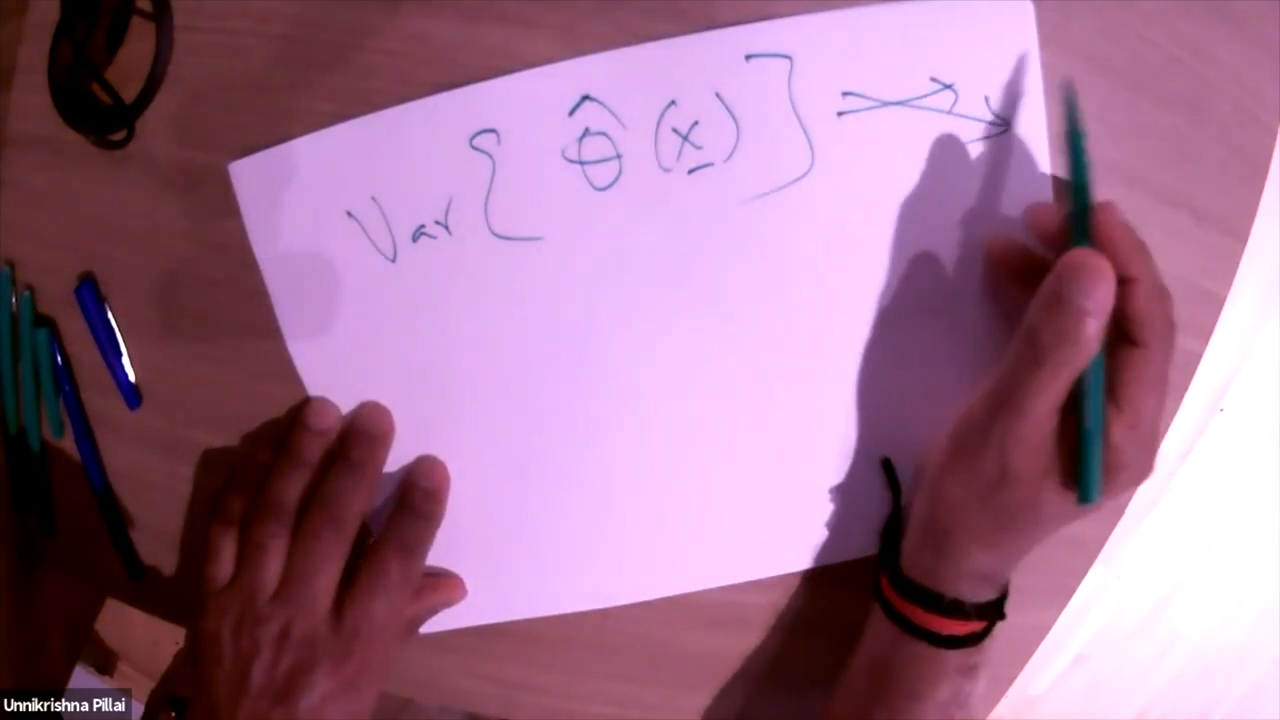 Var { θ̂ (x̲) }
Unnikrishna Pillai